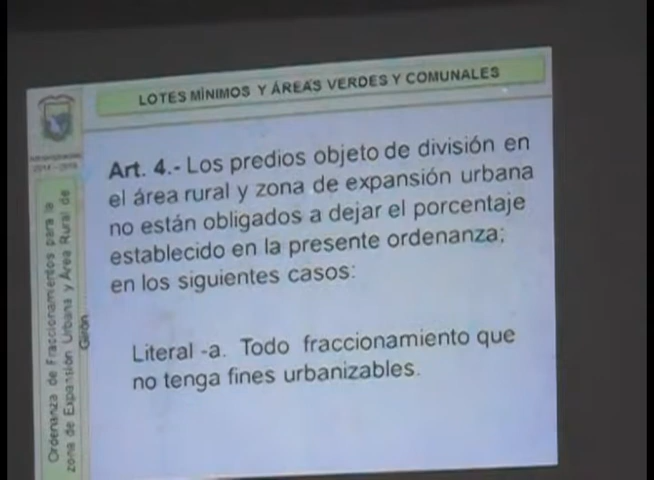 LOTES MÍNIMOS Y ÁREAS VERDES Y COMUNALES
Art. 4.- Los predios objeto de división en
el área rural y zona de expansión urbana
no están obligados a dejar el porcentaje
establecido en la presente ordenanza;
en los siguientes casos:
Literal -a. Todo fraccionamiento que
no tenga fines urbanizables.
Ordenanza de Fraccionamientos para la
zona de Expansión Urbana y Área Rural de
Girón